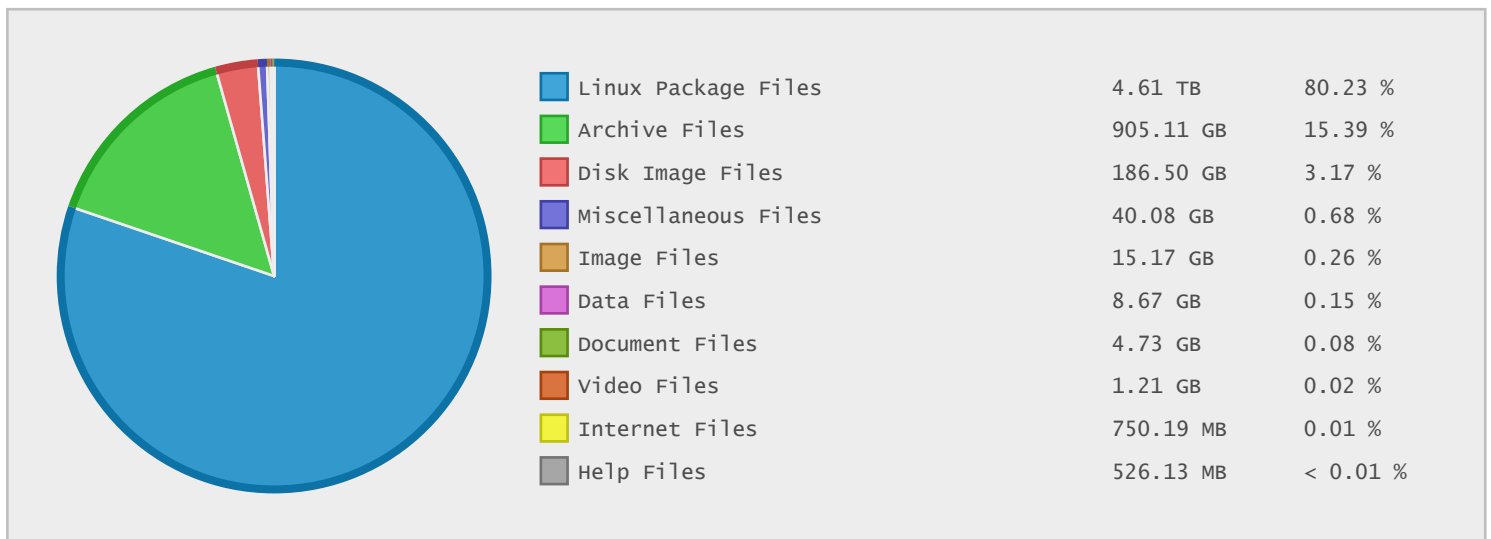 Linux Package Files 4.61 TB 80.23 %
Archive Files 905.11 GB 15.39 %
Disk Image Files 186.50 GB 3.17 %
Miscellaneous Files 40.08 GB 0.68 %
Image Files 15.17 GB 0.26 %
Data Files 8.67 GB 0.15 %
Document Files 4.73 GB 0.08 %
Video Files 1.21 GB 0.02 %
Internet Files 750.19 MB 0.01 %
Help Files 526.13 MB < 0.01 %